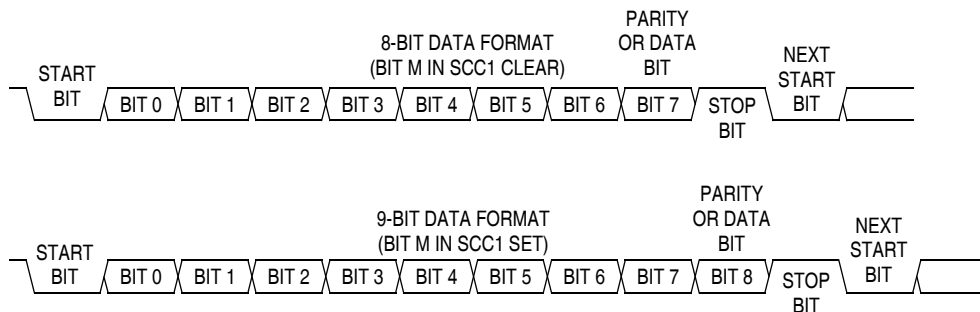 8-BIT DATA FORMAT
(BIT M IN SCC1 CLEAR)
PARITY
OR DATA
BIT
START
BIT
BIT 0 BIT 1 BIT 2 BIT 3 BIT 4 BIT 5 BIT 6 BIT 7
STOP
BIT
NEXT
START
BIT
9-BIT DATA FORMAT
(BIT M IN SCC1 SET)
PARITY
OR DATA
BIT
START
BIT
BIT 0 BIT 1 BIT 2 BIT 3 BIT 4 BIT 5 BIT 6 BIT 7 BIT 8
STOP
BIT
NEXT
START
BIT